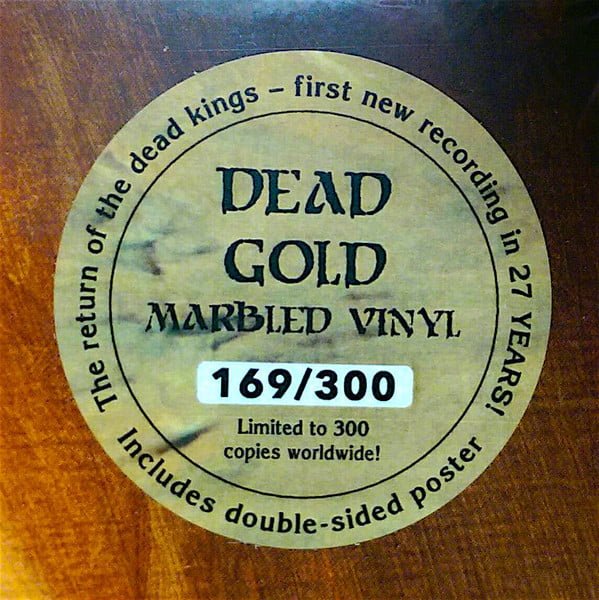 The return of the dead kings – first new recording in 27 YEARS!
DEAD
GOLD
MARBLED VINYL
169/300
Limited to 300
copies worldwide!
Includes double-sided poster